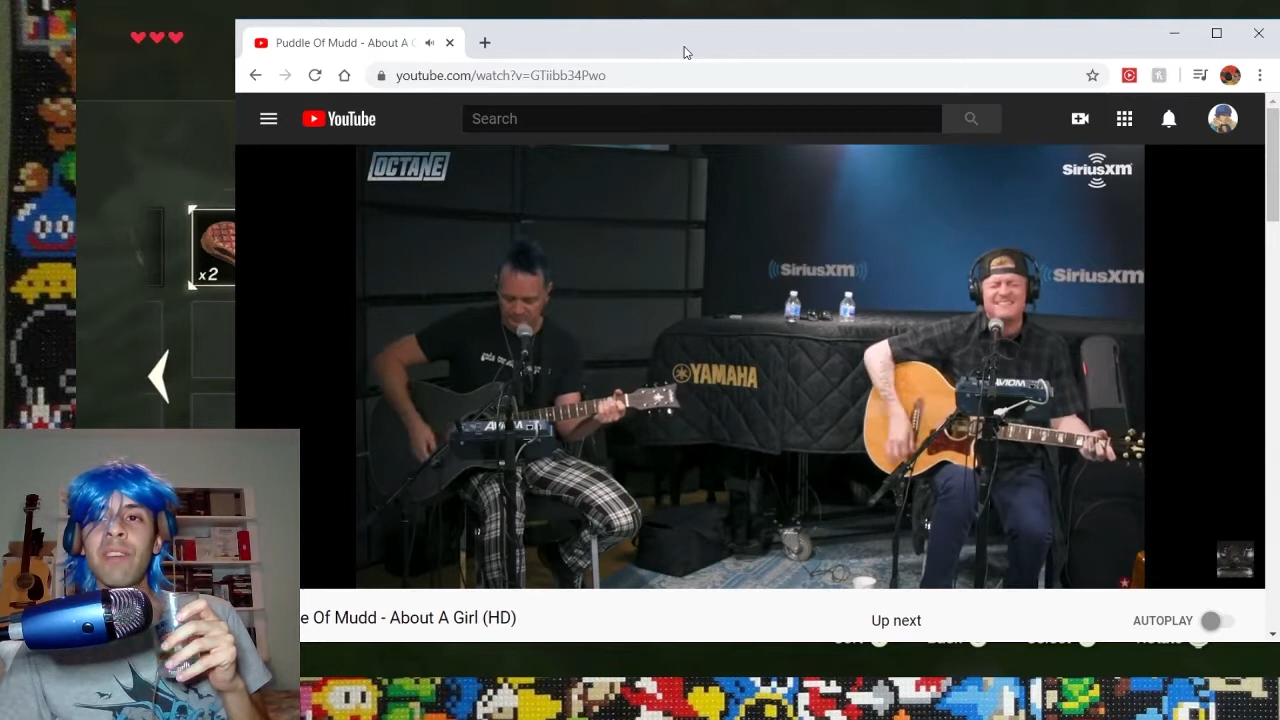 Puddle Of Mudd - About A G
youtube.com/watch?v=GTiibb34Pwo
YouTube
Search
OCTANE
SiriusXM
SiriusXM
SiriusXM
YAMAHA
AVIOM
x2
e Of Mudd - About A Girl (HD)
Up next
AUTOPLAY